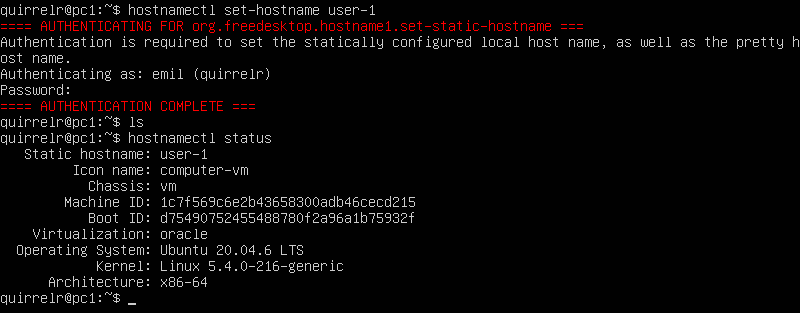 quirrelr@pc1:~$ hostnamectl set-hostname user-1
==== AUTHENTICATING FOR org.freedesktop.hostname1.set-static-hostname ===
Authentication is required to set the statically configured local host name, as well as the pretty h
ost name.
Authenticating as: emil (quirrelr)
Password:
==== AUTHENTICATION COMPLETE ===
quirrelr@pc1:~$ ls
quirrelr@pc1:~$ hostnamectl status
   Static hostname: user-1
         Icon name: computer-vm
           Chassis: vm
        Machine ID: 1c7f569c6e2b43658300adb46cecd215
           Boot ID: d75490752455488780f2a96a1b75932f
    Virtualization: oracle
  Operating System: Ubuntu 20.04.6 LTS
            Kernel: Linux 5.4.0-216-generic
      Architecture: x86-64
quirrelr@pc1:~$ _